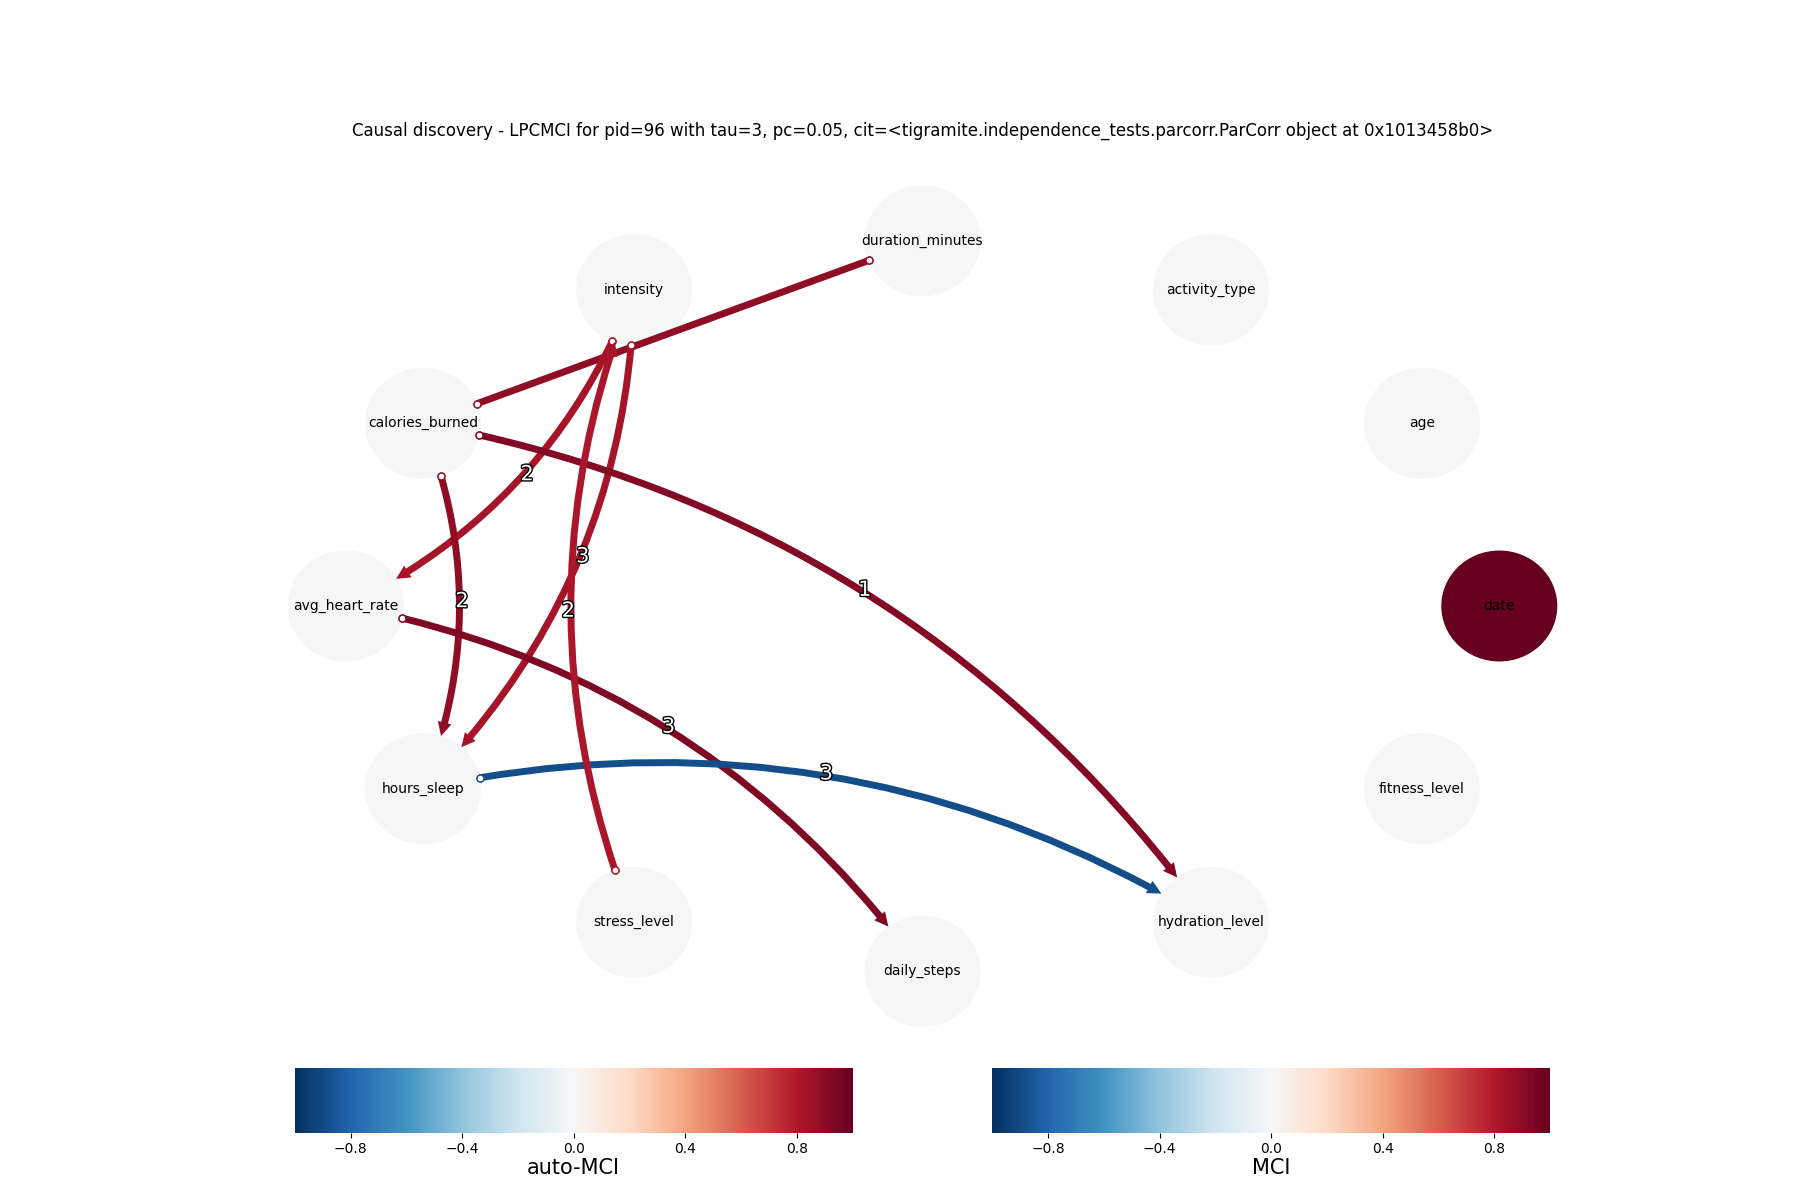 Causal discovery - LPCMCI for pid=96 with tau=3, pc=0.05, cit=<tigramite.independence_tests.parcorr.ParCorr object at 0x1013458b0>
duration_minutes
intensity
activity_type
calories_burned
age
2
3
1
2
2
avg_heart_rate
date
3
3
hours_sleep
fitness_level
stress_level
hydration_level
daily_steps
−0.8 −0.4 0.0 0.4 0.8
auto-MCI
−0.8 −0.4 0.0 0.4 0.8
MCI